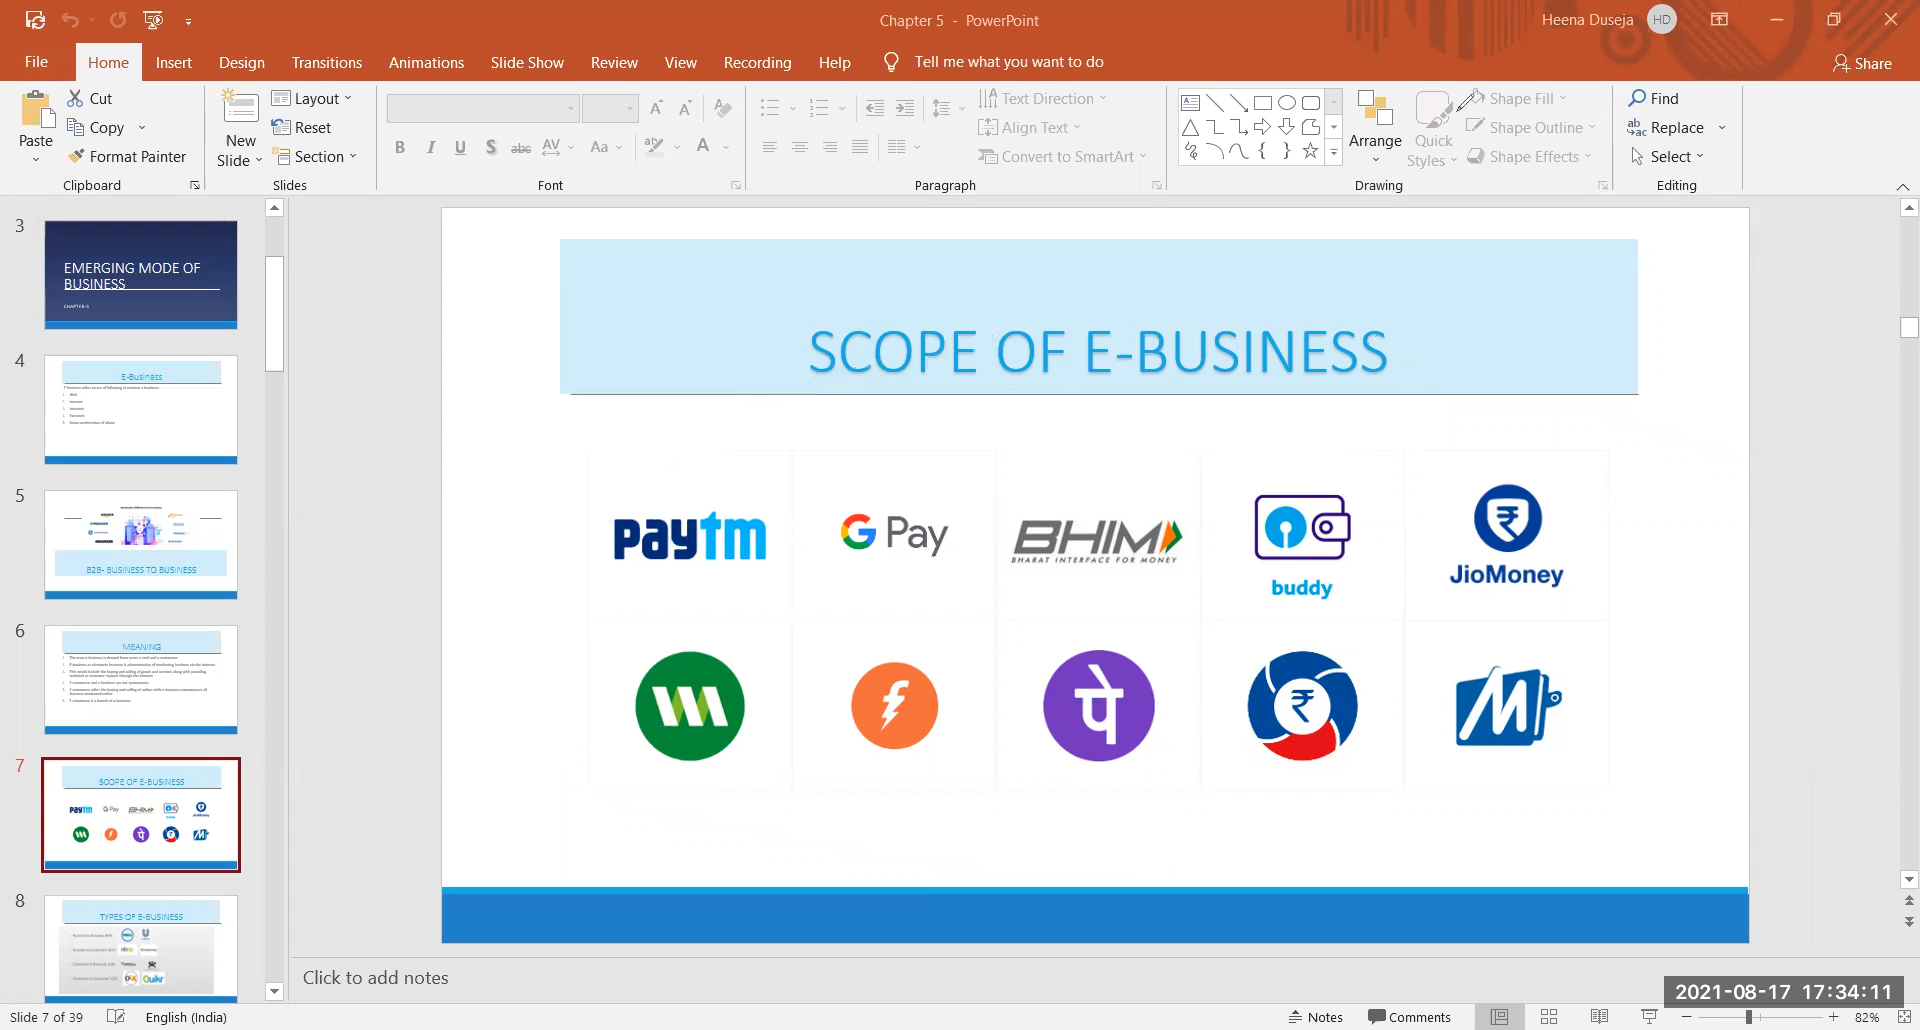 Chapter 5 - PowerPoint
Heena Duseja
HD
File
Home
Insert
Design
Transitions
Animations
Slide Show
Review
View
Recording
Help
Tell me what you want to do
Share
Paste
Cut
Copy
Format Painter
Clipboard
New
Slide
Layout
Reset
Section
Slides
Font
Text Direction
Align Text
Convert to SmartArt
Paragraph
Arrange
Quick
Styles
Shape Fill
Shape Outline
Shape Effects
Drawing
Find
Replace
Select
Editing
3
EMERGING MODE OF
BUSINESS
CHAPTER-5
4
E-Business
5
B2B- BUSINESS TO BUSINESS
6
MEANING
7
SCOPE OF E-BUSINESS
8
TYPES OF E-BUSINESS
Quikr
SCOPE OF E-BUSINESS
paytm
G Pay
BHIM
BHARAT INTERFACE FOR MONEY
buddy
JioMoney
पे
₹
M
Click to add notes
2021-08-17 17:34:11
Slide 7 of 39
English (India)
Notes
Comments
82%